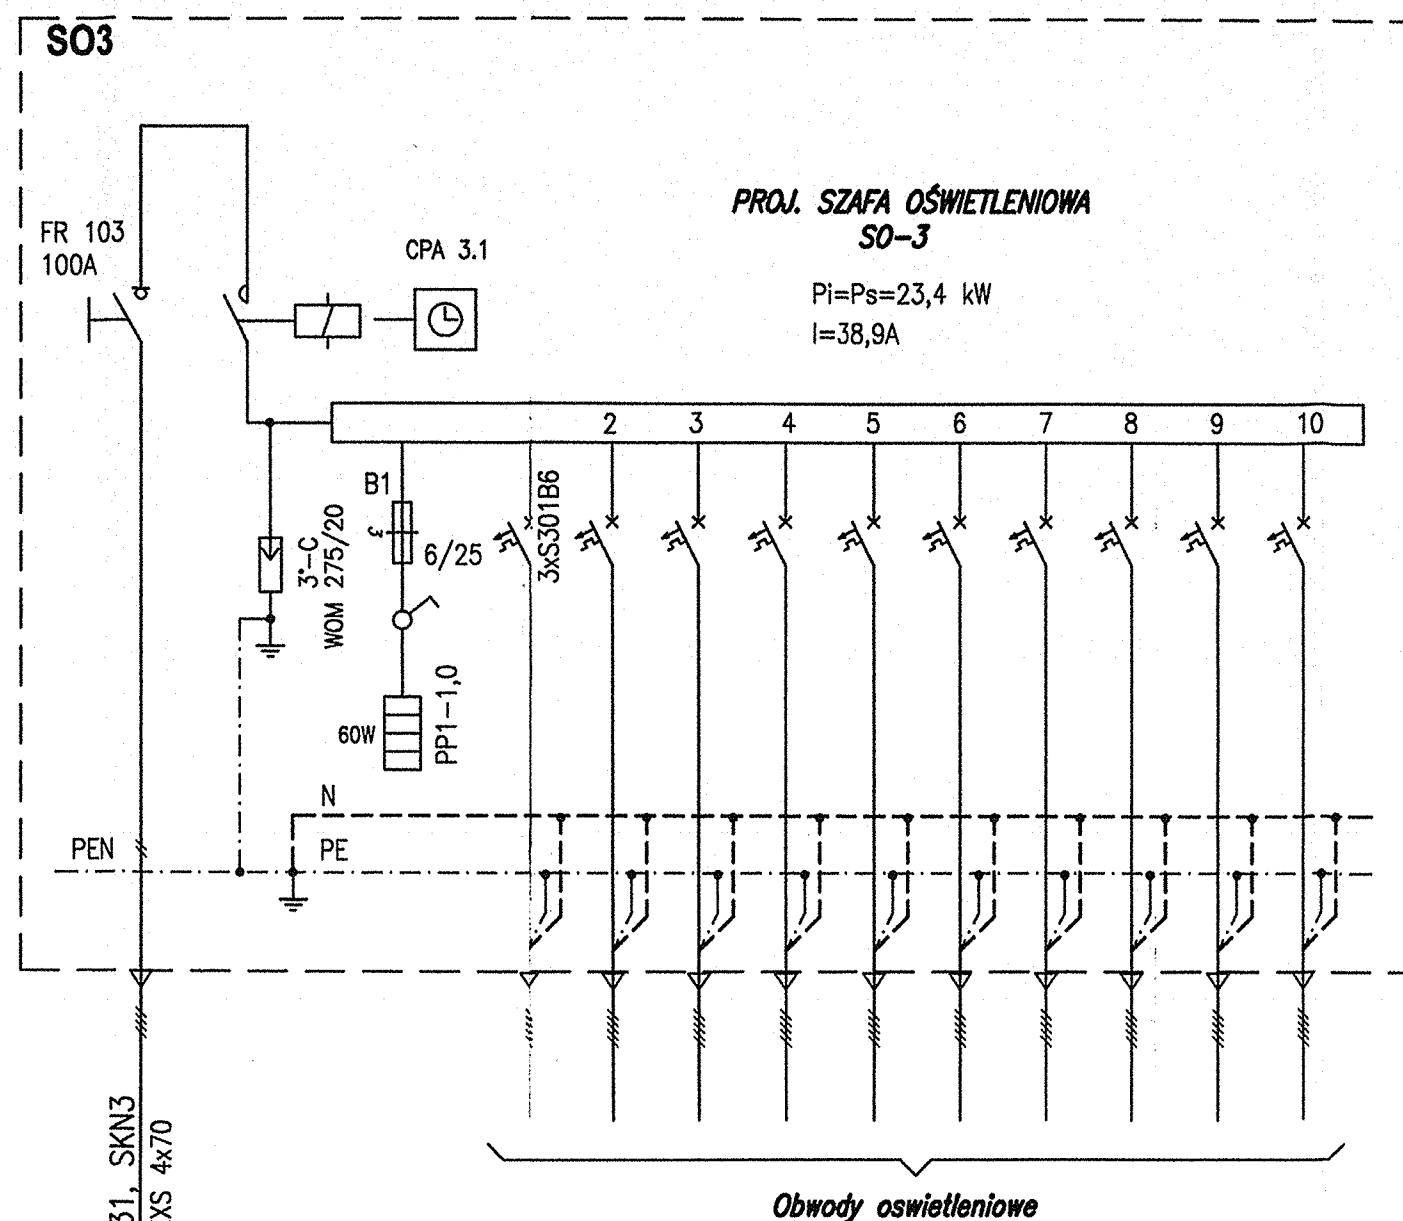 SO3
PROJ. SZAFA OŚWIETLENIOWA
SO-3
Pi=Ps=23,4 kW
I=38,9A
FR 103
100A
CPA 3.1
2 3 4 5 6 7 8 9 10
B1
3
6/25
3xS301B6
3*-C
WOM 275/20
60W
PP1-1,0
N
PEN
PE
31, SKN3
XS 4x70
Obwody oswietleniowe